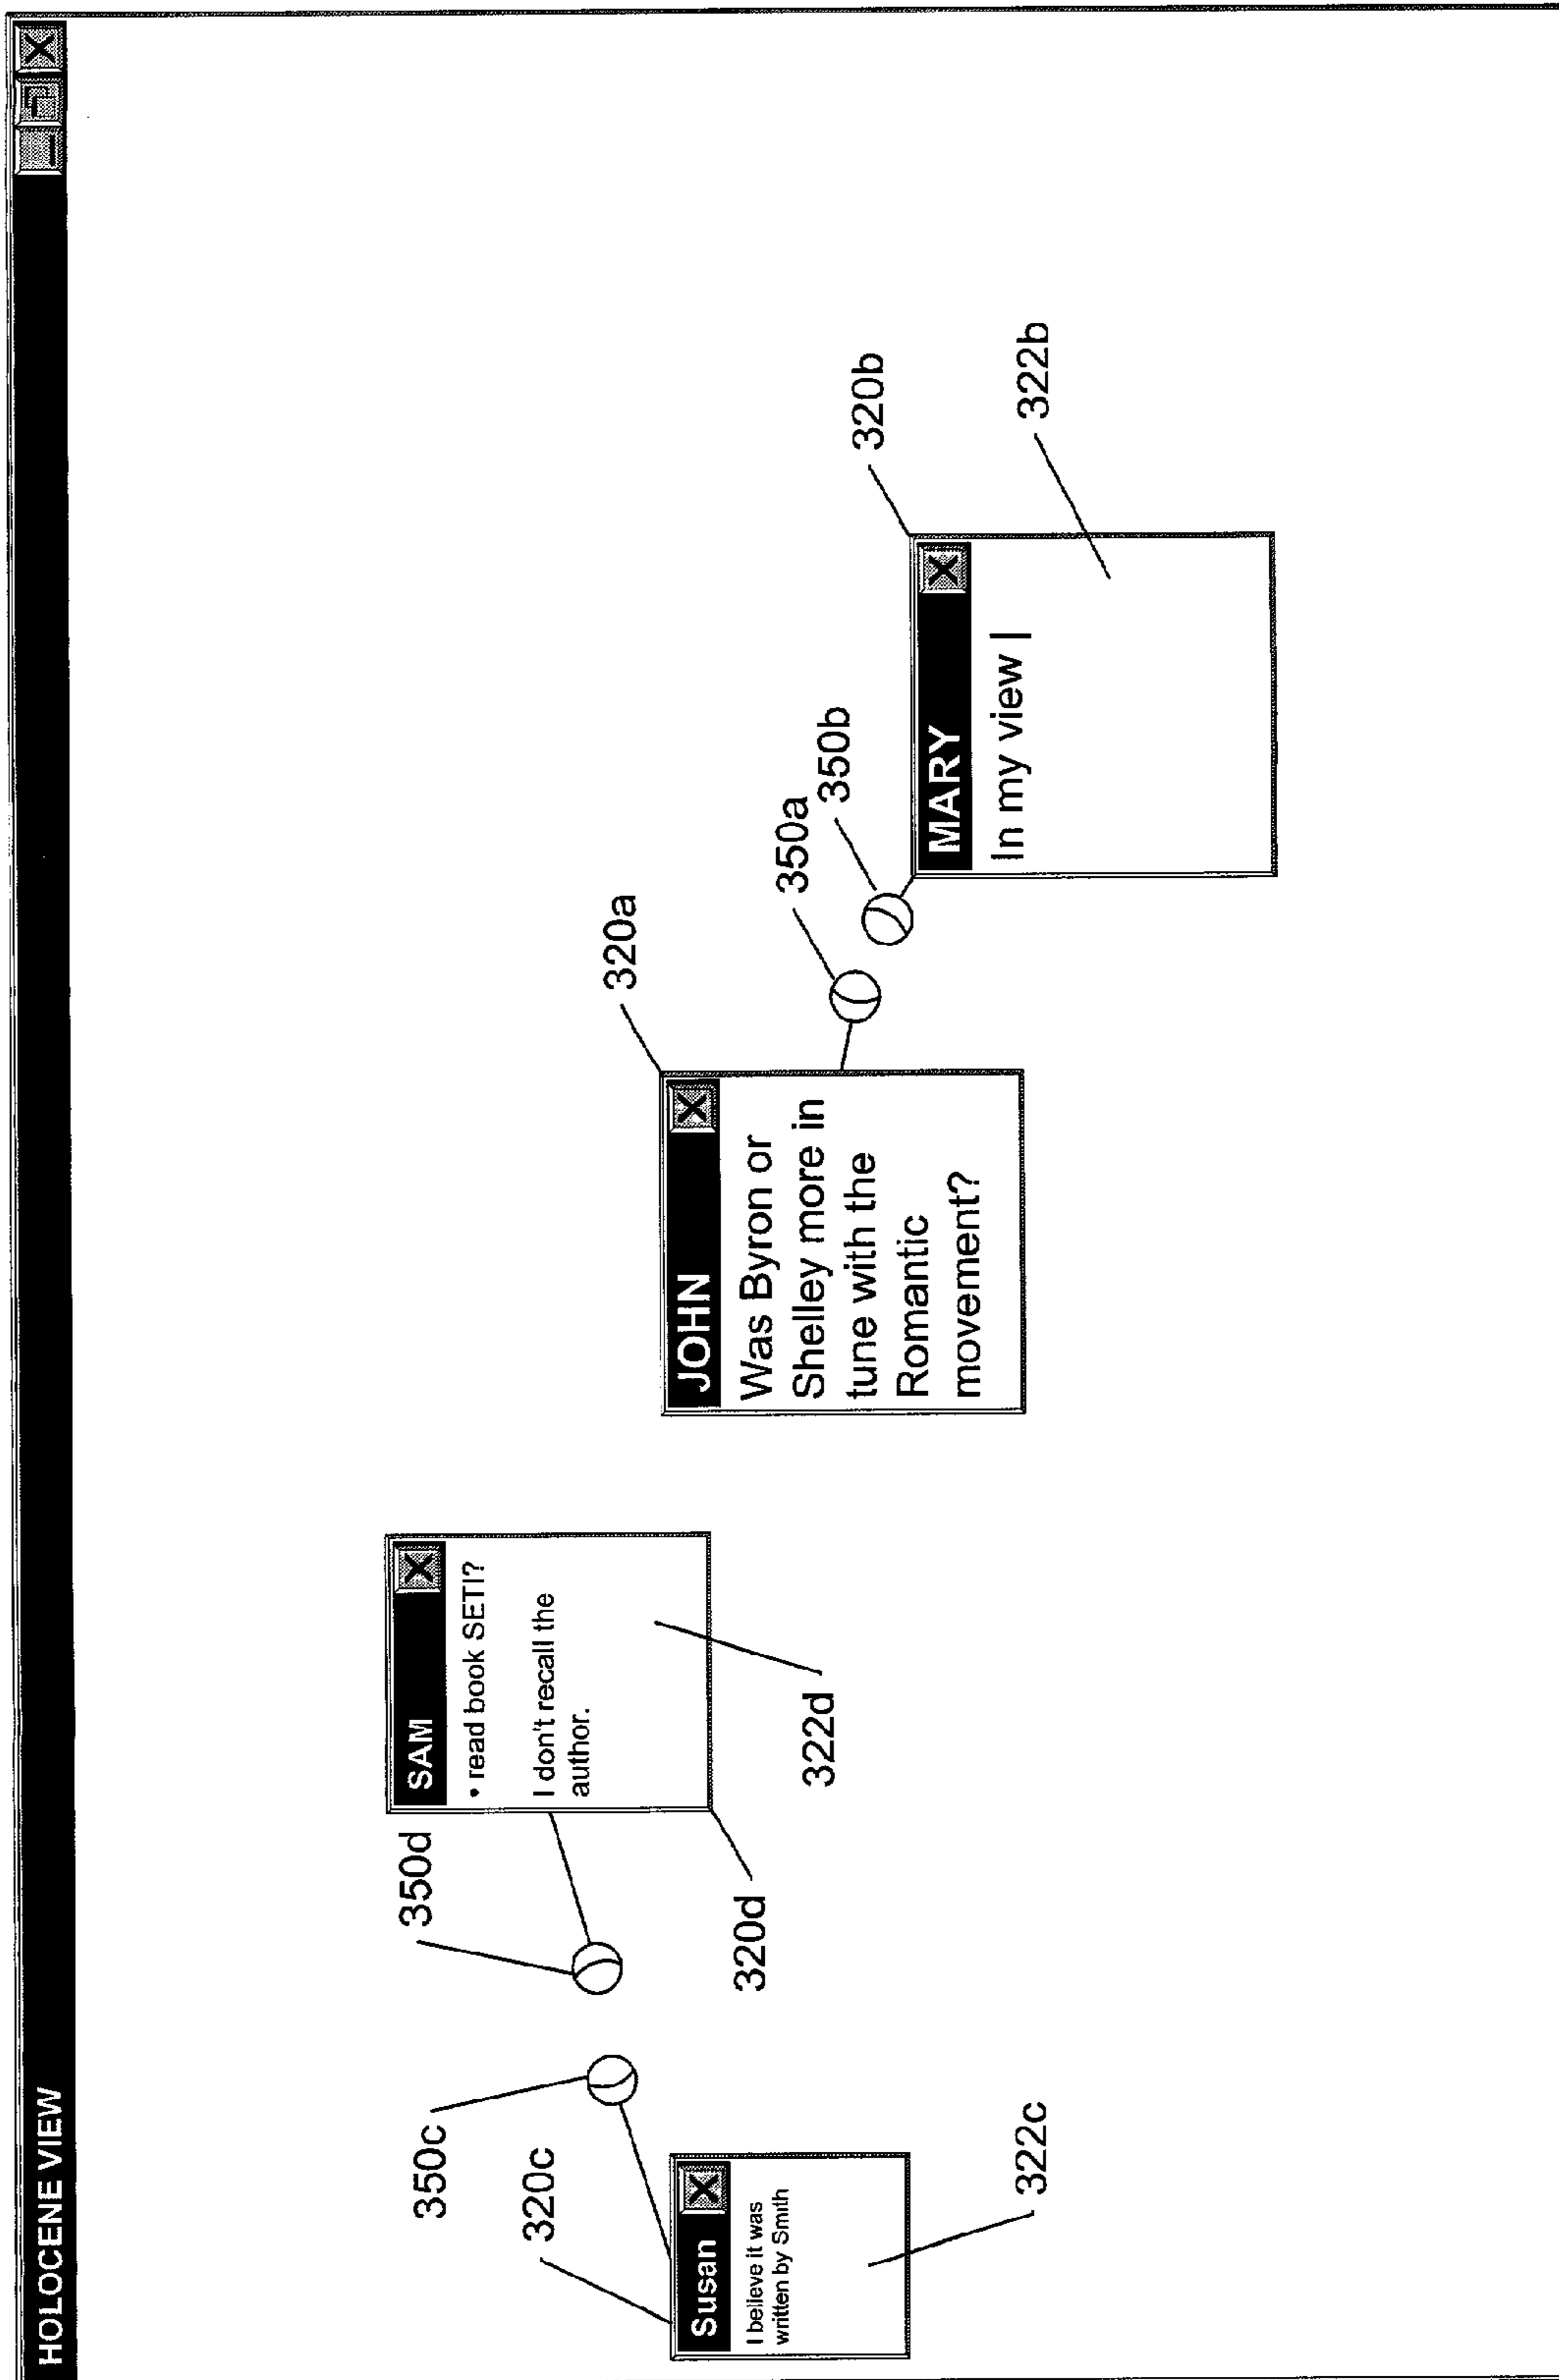 HOLOCENE VIEW
350c
320c
Susan
I believe it was
written by Smith
322c
350d
SAM
• read book SETI?
I don't recall the
author.
320d
322d
320a
JOHN
Was Byron or
Shelley more in
tune with the
Romantic
movement?
350a
350b
320b
MARY
In my view |
322b